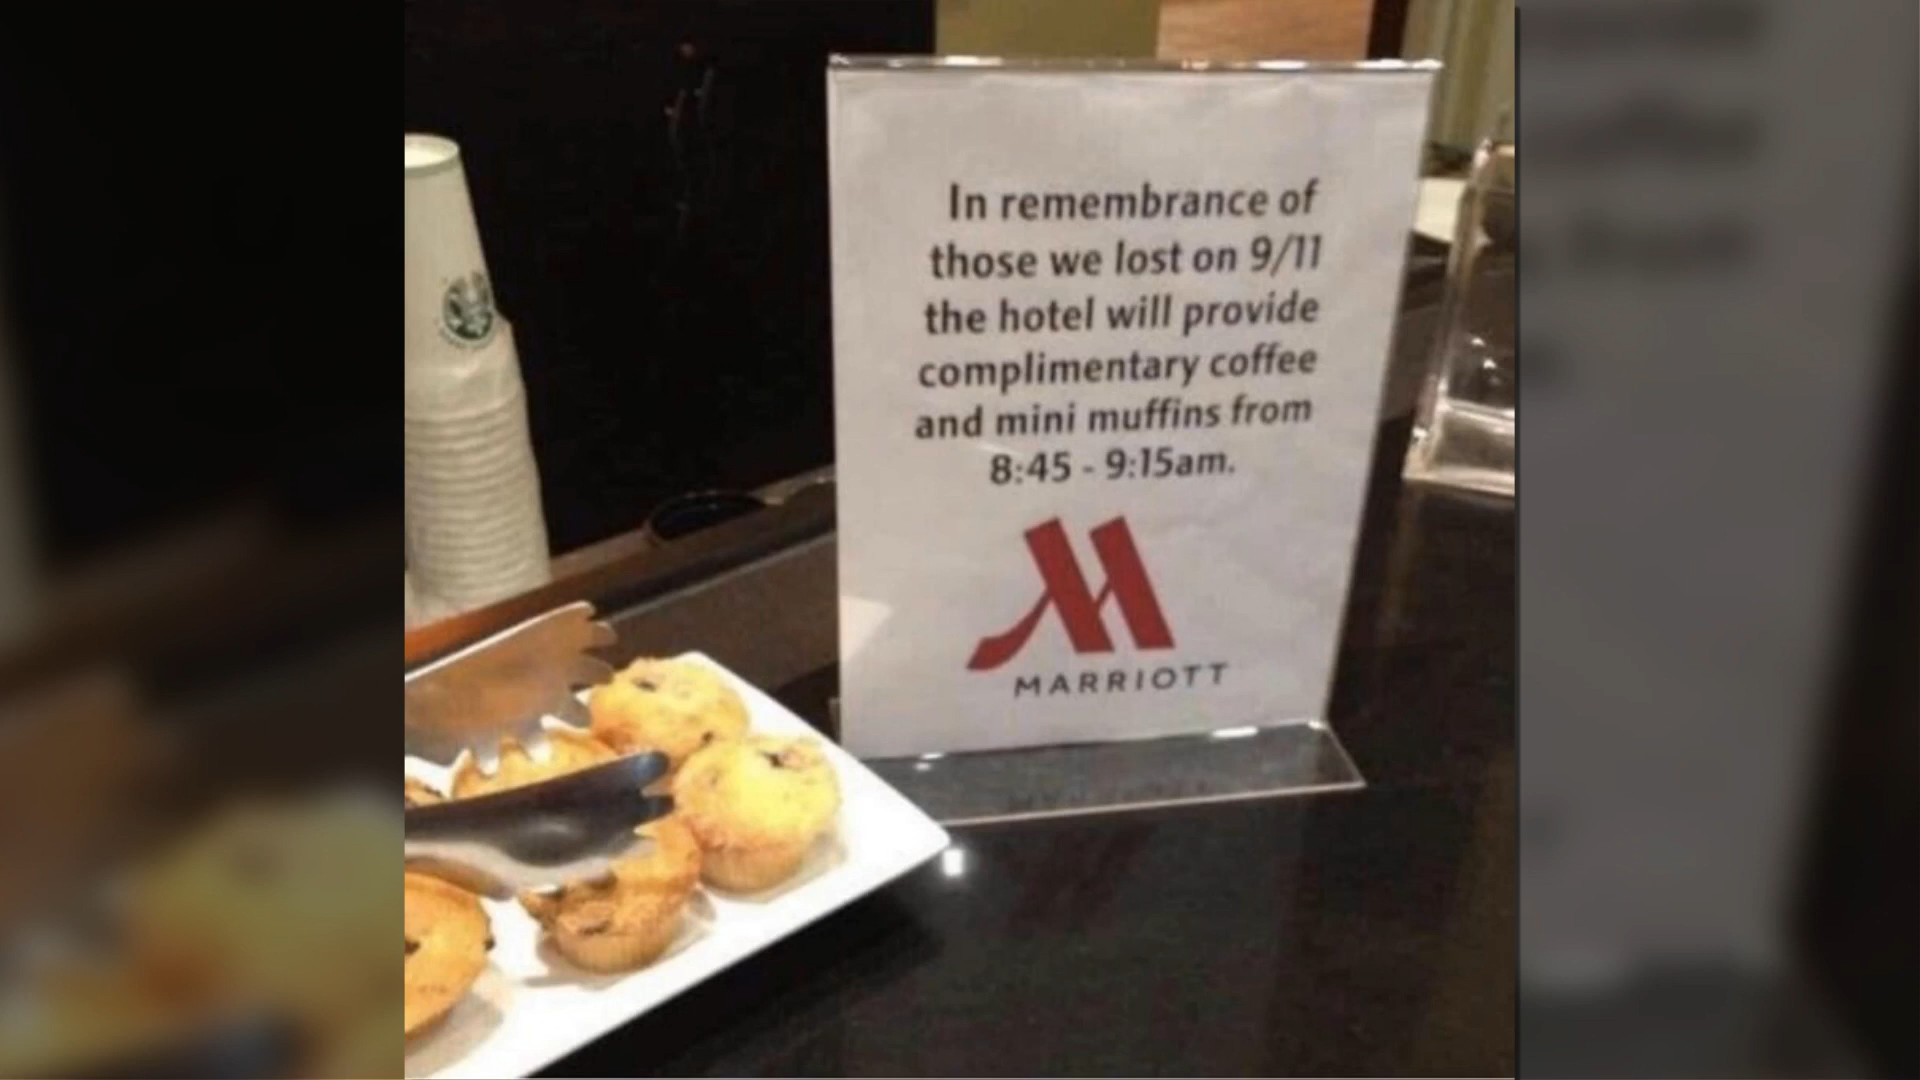 In remembrance of
those we lost on 9/11
the hotel will provide
complimentary coffee
and mini muffins from
8:45 - 9:15am.
MARRIOTT